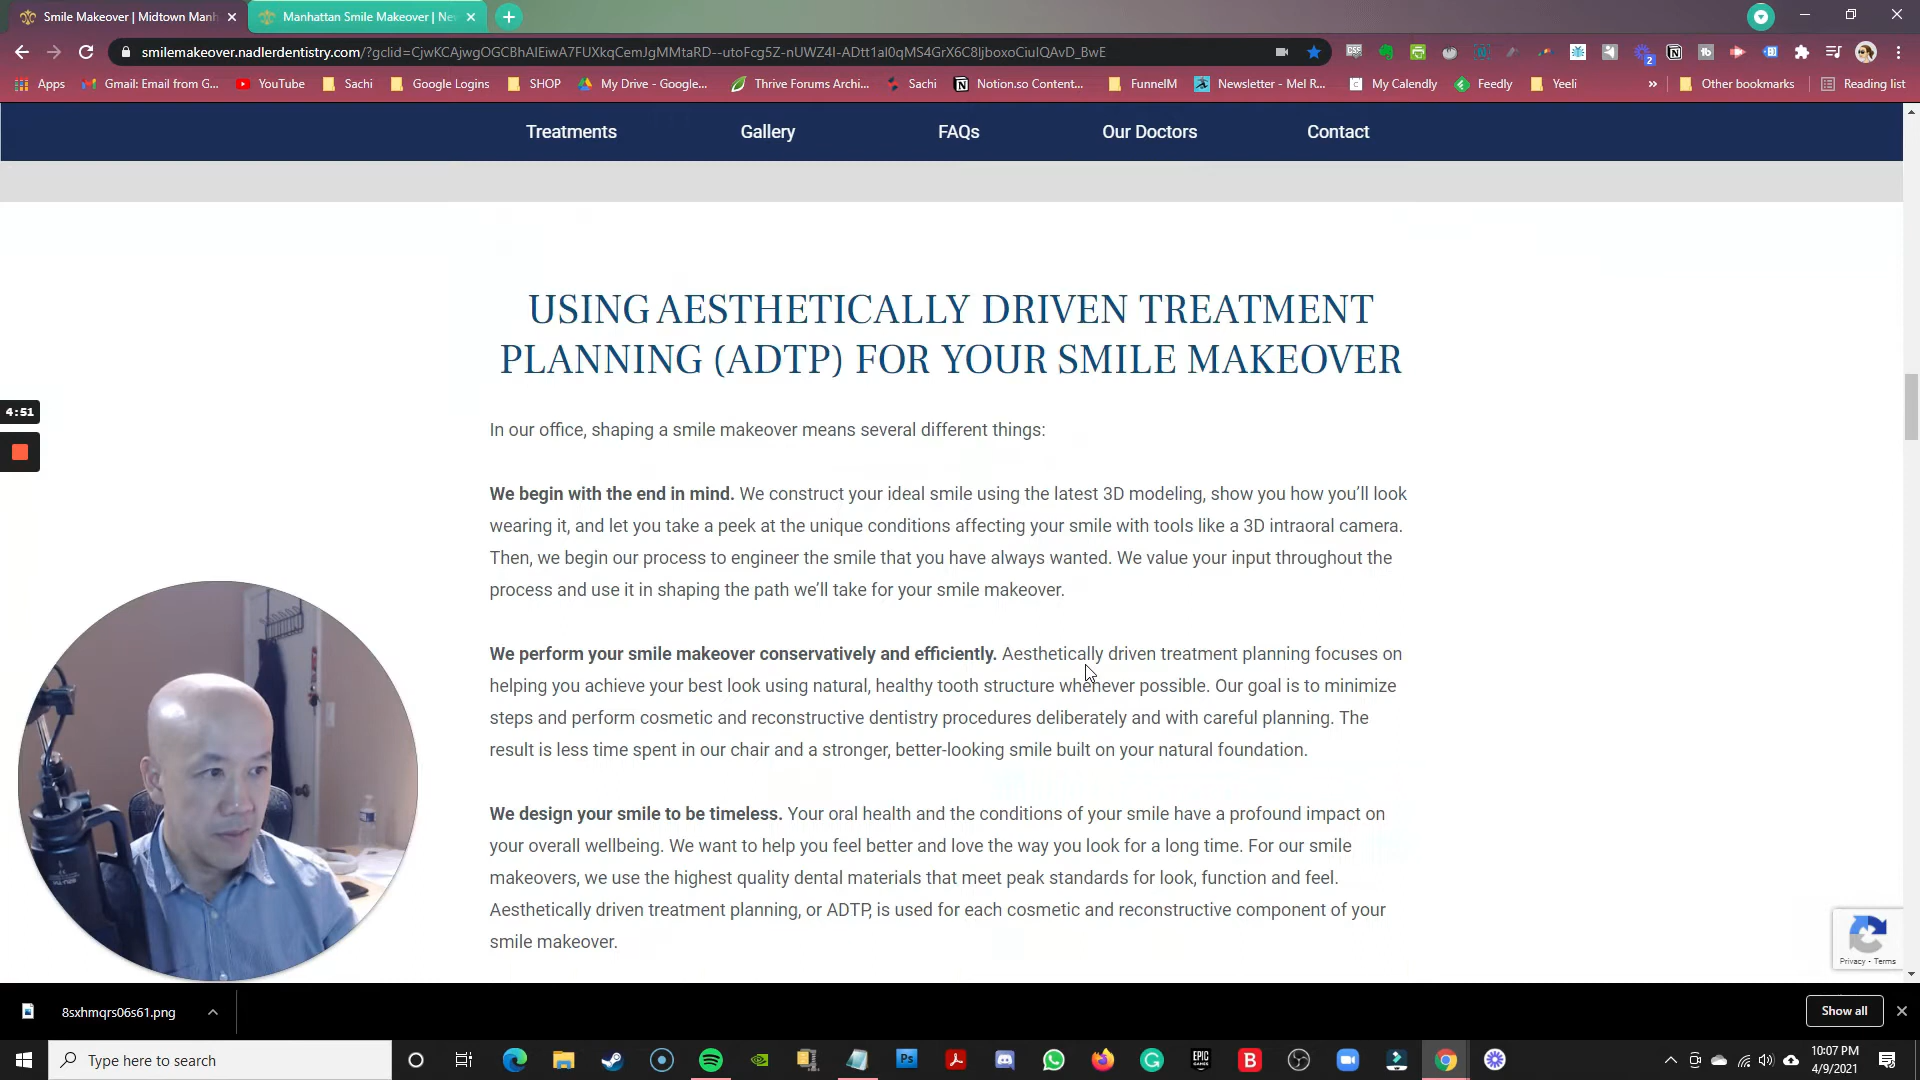 Smile Makeover | Midtown Manh
Manhattan Smile Makeover | Ne
smilemakeover.nadlerdentistry.com/?gclid=CjwKCAjwgOGCBhAlEiwA7FUXkqCemJgMMtaRD--utoFcg5Z-nUWZ4I-ADtt1al0qMS4GrX6C8ljboxoCiuIQAvD_BwE
Apps
Gmail: Email from G...
YouTube
Sachi
Google Logins
SHOP
My Drive - Google...
Thrive Forums Archi...
Sachi
Notion.so Content...
FunnelM
Newsletter - Mel R...
My Calendly
Feedly
Yeeli
»
Other bookmarks
Reading list
Treatments
Gallery
FAQs
Our Doctors
Contact
USING AESTHETICALLY DRIVEN TREATMENT
PLANNING (ADTP) FOR YOUR SMILE MAKEOVER
In our office, shaping a smile makeover means several different things:
4:51
We begin with the end in mind. We construct your ideal smile using the latest 3D modeling, show you how you’ll look
wearing it, and let you take a peek at the unique conditions affecting your smile with tools like a 3D intraoral camera.
Then, we begin our process to engineer the smile that you have always wanted. We value your input throughout the
process and use it in shaping the path we’ll take for your smile makeover.
We perform your smile makeover conservatively and efficiently. Aesthetically driven treatment planning focuses on
helping you achieve your best look using natural, healthy tooth structure whenever possible. Our goal is to minimize
steps and perform cosmetic and reconstructive dentistry procedures deliberately and with careful planning. The
result is less time spent in our chair and a stronger, better-looking smile built on your natural foundation.
We design your smile to be timeless. Your oral health and the conditions of your smile have a profound impact on
your overall wellbeing. We want to help you feel better and love the way you look for a long time. For our smile
makeovers, we use the highest quality dental materials that meet peak standards for look, function and feel.
Aesthetically driven treatment planning, or ADTP, is used for each cosmetic and reconstructive component of your
smile makeover.
Privacy - Terms
8sxhmqrs06s61.png
Show all
Type here to search
10:07 PM
4/9/2021